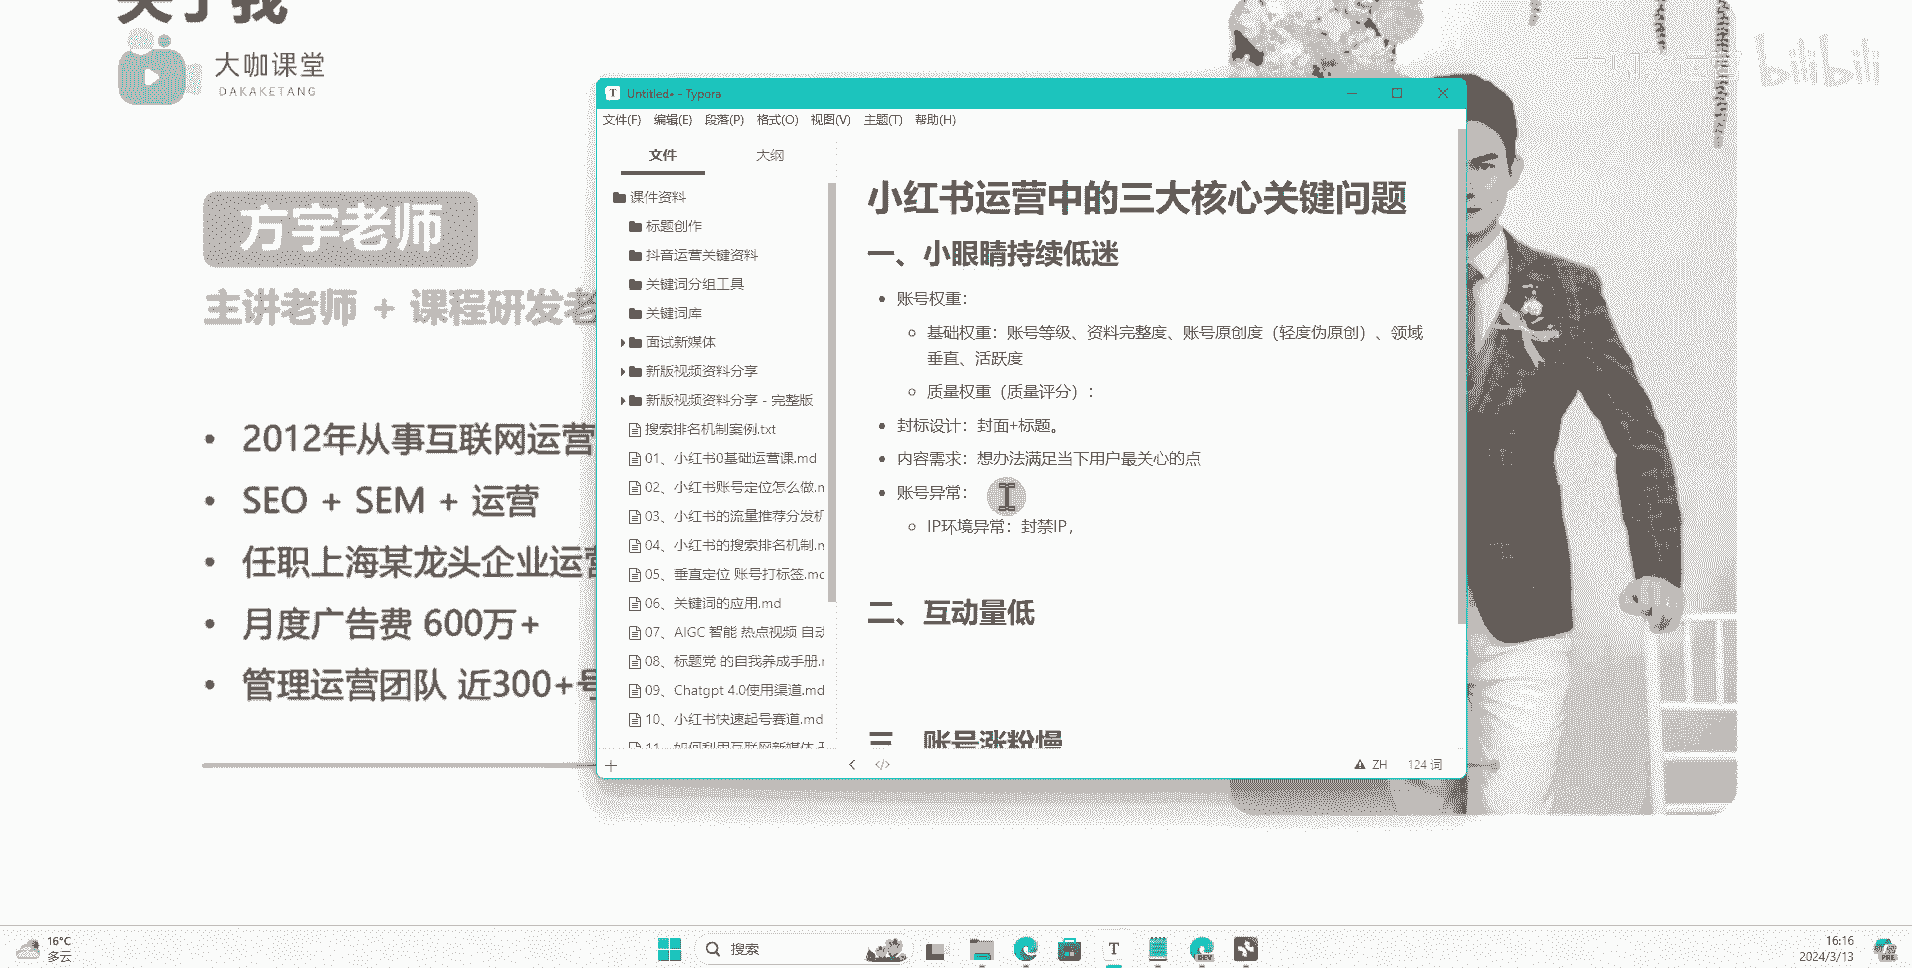 关于我
大咖课堂
DAKAKETANG
bilibili
方宇老师
主讲老师 + 课程研发老
2012年从事互联网运营
SEO + SEM + 运营
任职上海某龙头企业运营
月度广告费 600万+
管理运营团队 近300+号
Untitled• - Typora
文件(F) 编辑(E) 段落(P) 格式(O) 视图(V) 主题(T) 帮助(H)
文件 大纲
课件资料
标题创作
抖音运营关键资料
关键词分组工具
关键词库
面试新媒体
新版视频资料分享
新版视频资料分享 - 完整版
搜索排名机制案例.txt
01、小红书0基础运营课.md
02、小红书账号定位怎么做.m
03、小红书的流量推荐分发机
04、小红书的搜索排名机制.m
05、垂直定位 账号打标签.md
06、关键词的应用.md
07、AIGC 智能 热点视频 自动
08、标题党 的自我养成手册.m
09、Chatgpt 4.0使用渠道.md
10、小红书快速起号赛道.md
11、如何利用互联网新媒体
小红书运营中的三大核心关键问题
一、小眼睛持续低迷
账号权重：
基础权重：账号等级、资料完整度、账号原创度（轻度伪原创）、领域
垂直、活跃度
质量权重（质量评分）：
封标设计：封面+标题。
内容需求：想办法满足当下用户最关心的点
账号异常：
IP环境异常：封禁IP，
二、互动量低
三、账号涨粉慢
ZH 124 词
16°C
多云
搜索
16:16
2024/3/13